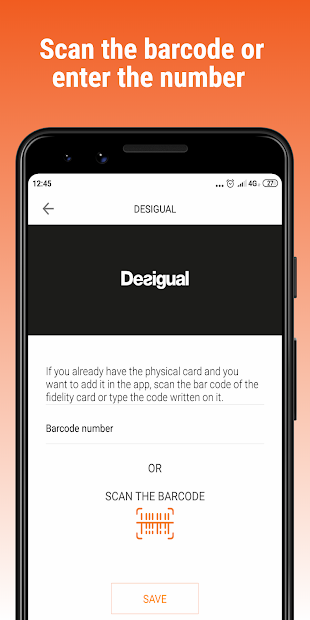 Scan the barcode or
enter the number
12:45
... 4G 27
DESIGUAL
Desigual
If you already have the physical card and you
want to add it in the app, scan the bar code of the
fidelity card or type the code written on it.
Barcode number
OR
SCAN THE BARCODE
SAVE